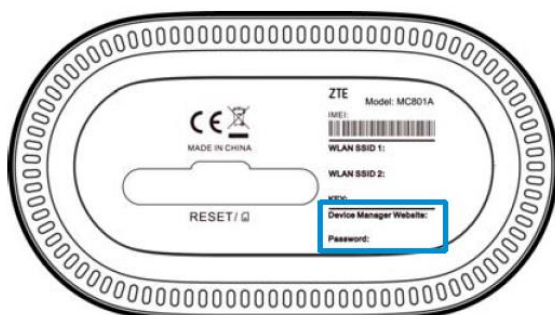 CE
MADE IN CHINA
RESET/
ZTE Model: MC801A
IMEI:
WLAN SSID 1:
WLAN SSID 2:
KEY:
Device Manager Website:
Password: